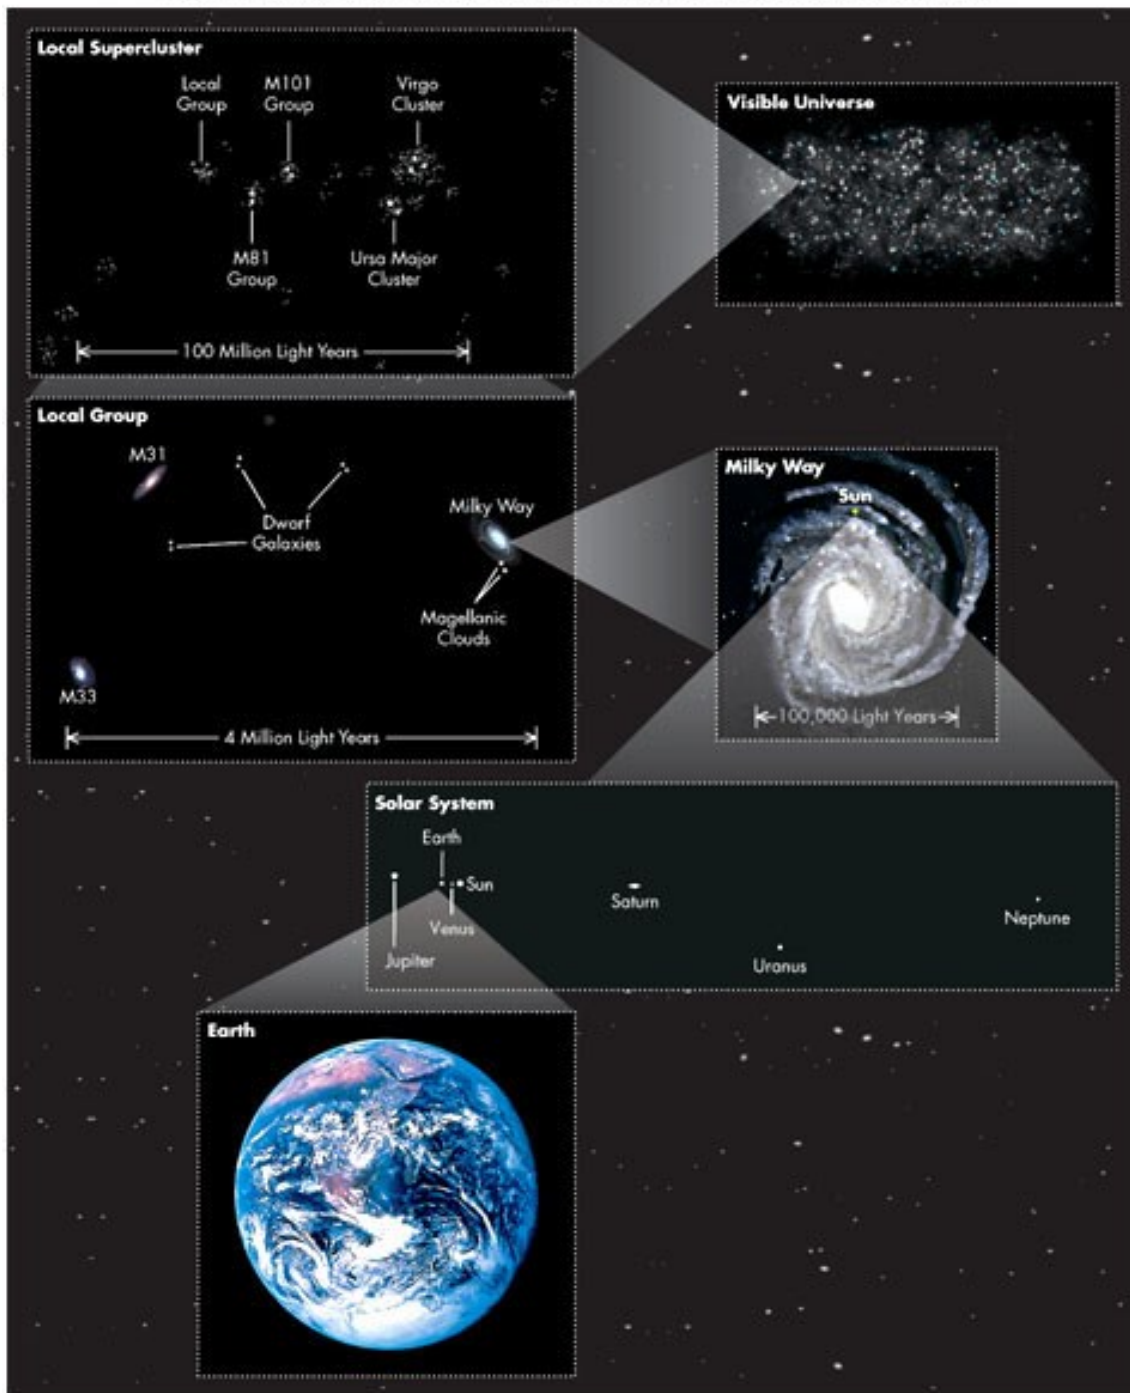 Local Supercluster
Local
Group
M101
Group
Virgo
Cluster
M81
Group
Ursa Major
Cluster
100 Million Light Years
Visible Universe
Local Group
M31
Dwarf
Galaxies
Milky Way
Magellanic
Clouds
M33
4 Million Light Years
Milky Way
Sun
100,000 Light Years
Solar System
Earth
Sun
Venus
Jupiter
Saturn
Uranus
Neptune
Earth